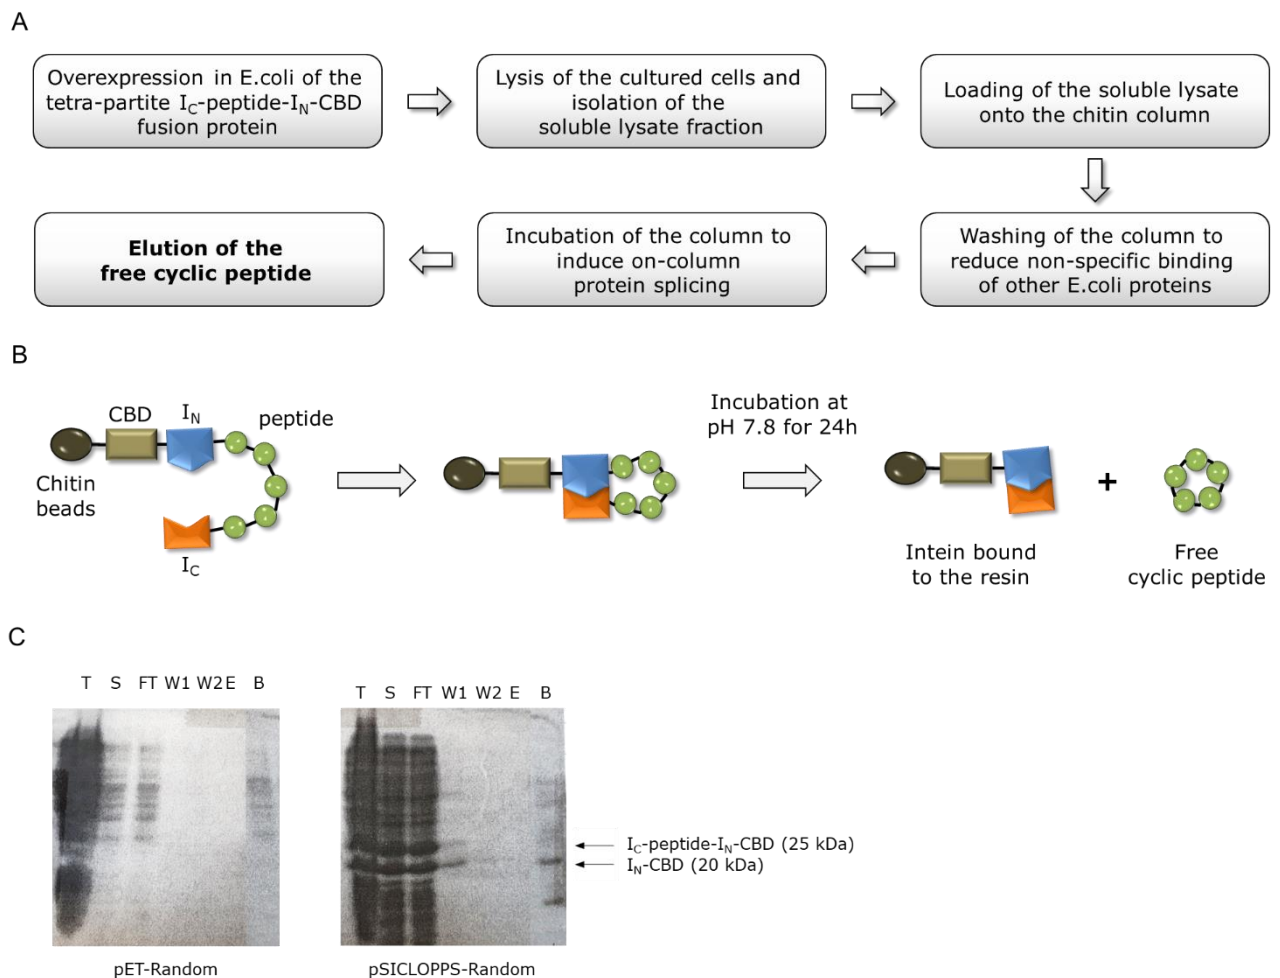 A
Overexpression in E.coli of the
tetra-partite IC-peptide-IN-CBD
fusion protein
Lysis of the cultured cells and
isolation of the
soluble lysate fraction
Loading of the soluble lysate
onto the chitin column
Elution of the
free cyclic peptide
Incubation of the column to
induce on-column
protein splicing
Washing of the column to
reduce non-specific binding
of other E.coli proteins
B
CBD
IN
peptide
Chitin
beads
IC
Incubation at
pH 7.8 for 24h
+
Intein bound
to the resin
Free
cyclic peptide
C
T S FT W1 W2 E B
T S FT W1 W2 E B
IC-peptide-IN-CBD (25 kDa)
IN-CBD (20 kDa)
pET-Random
pSICLOPPS-Random